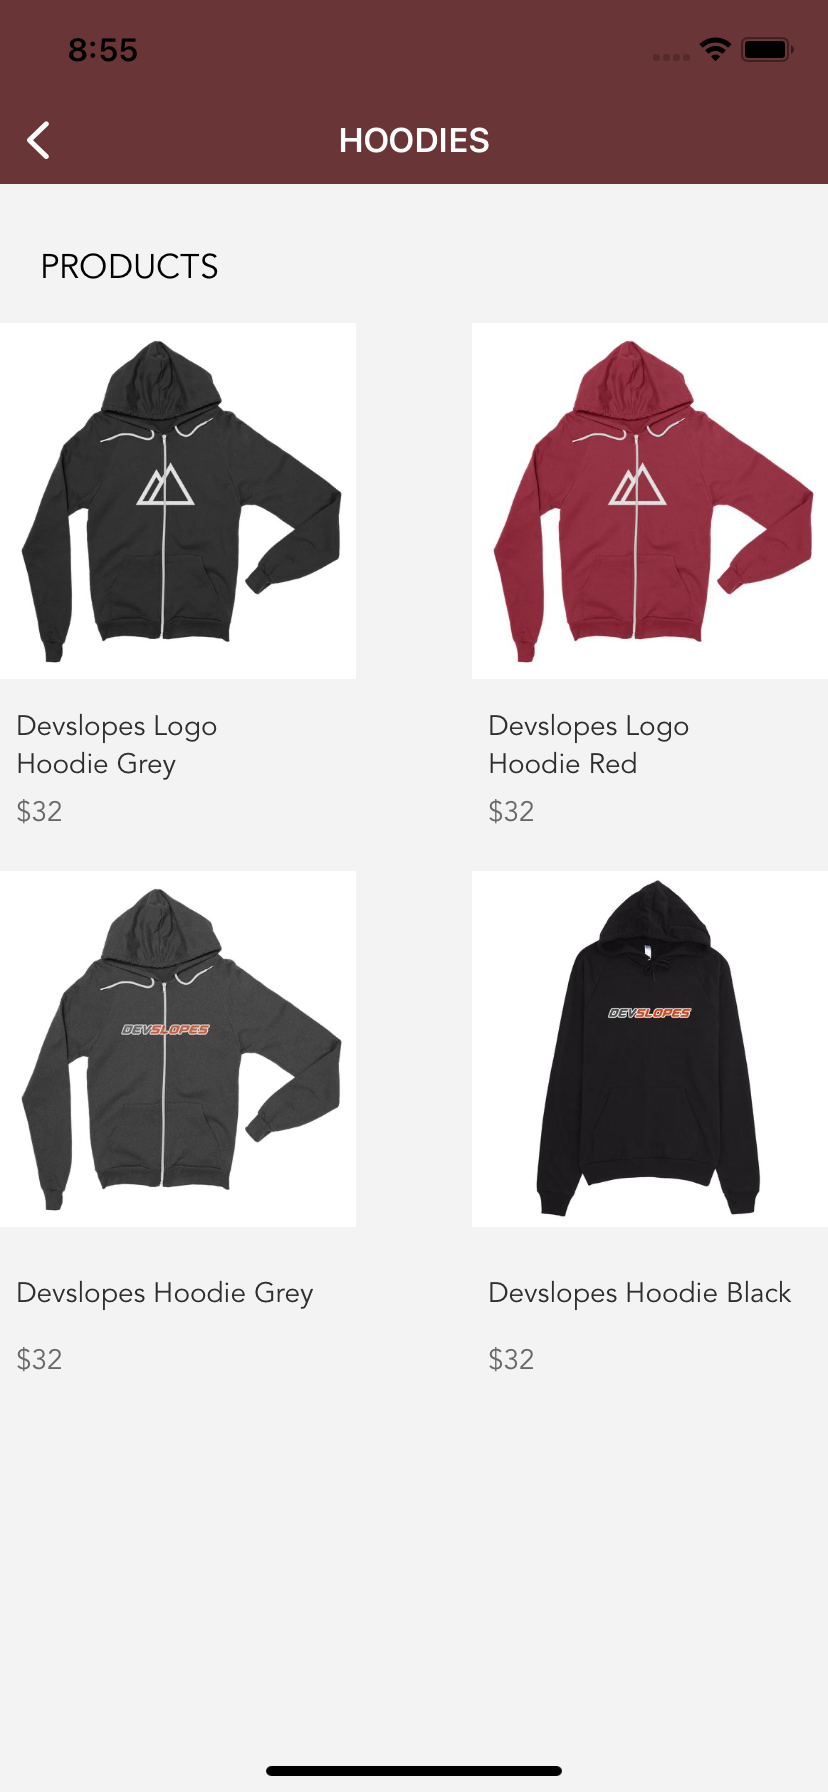 8:55
HOODIES
PRODUCTS
Devslopes Logo
Hoodie Grey
$32
Devslopes Logo
Hoodie Red
$32
DEVSLOPES
DEVSLOPES
Devslopes Hoodie Grey
$32
Devslopes Hoodie Black
$32